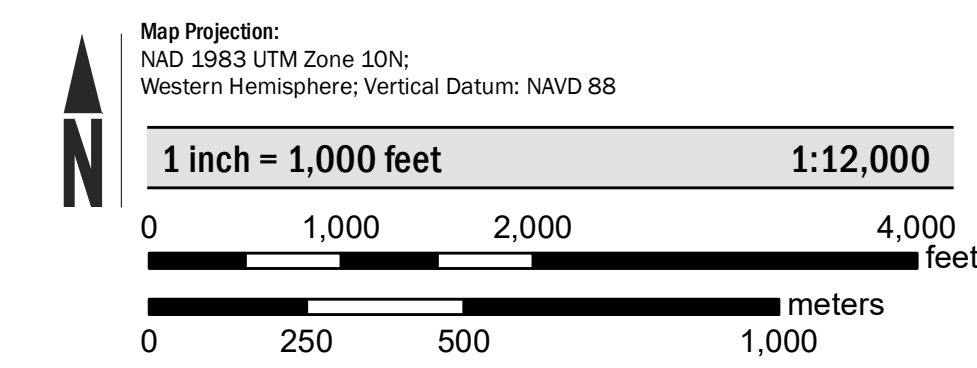 Map Projection:
NAD 1983 UTM Zone 10N;
Western Hemisphere; Vertical Datum: NAVD 88
N
1 inch = 1,000 feet 1:12,000
0 1,000 2,000 4,000
feet
meters
0 250 500 1,000